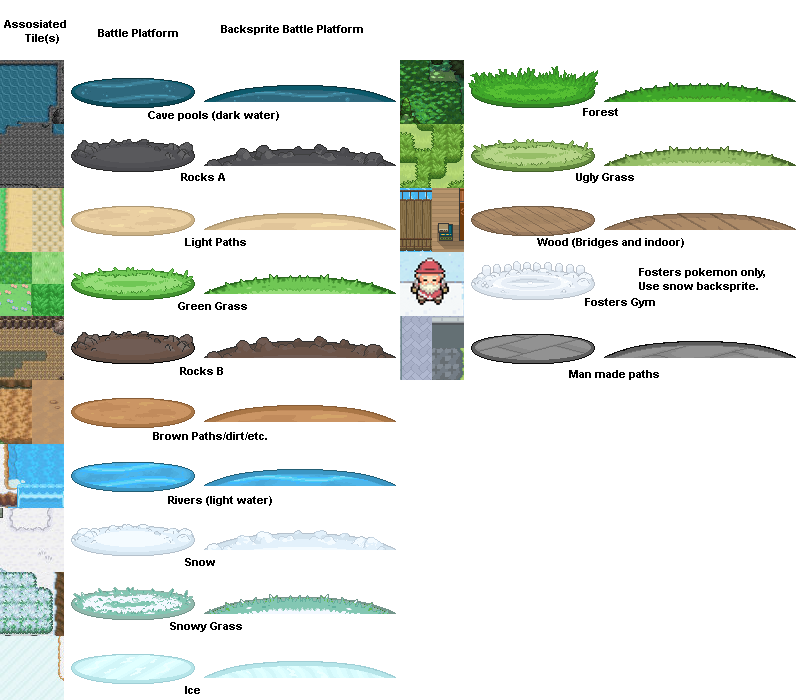 Assosiated
Tile(s)
Battle Platform
Backsprite Battle Platform
Cave pools (dark water)
Rocks A
Light Paths
Green Grass
Rocks B
Brown Paths/dirt/etc.
Rivers (light water)
Snow
Snowy Grass
Ice
Forest
Ugly Grass
Wood (Bridges and indoor)
Fosters pokemon only,
Use snow backsprite.
Fosters Gym
Man made paths